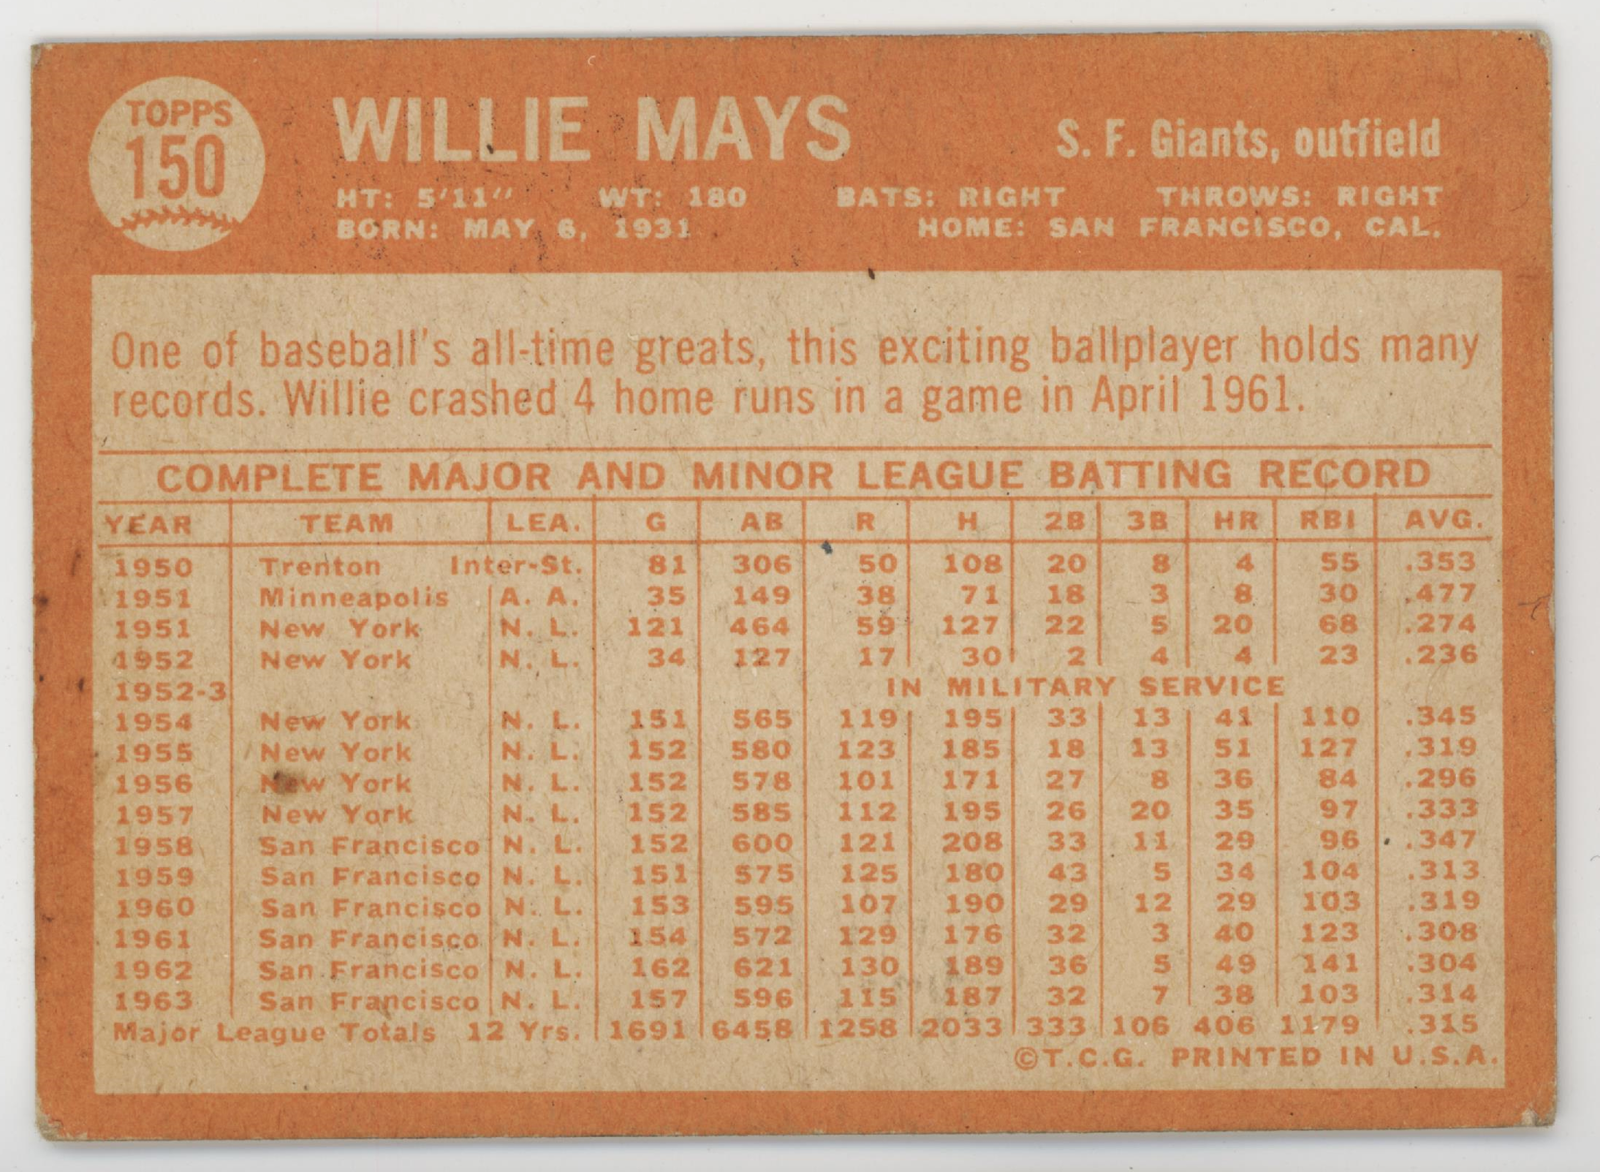 TOPPS
150
WILLIE MAYS
S. F. Giants, outfield
HT: 5'11" WT: 180 BATS: RIGHT THROWS: RIGHT
BORN: MAY 6, 1931 HOME: SAN FRANCISCO, CAL.
One of baseball's all-time greats, this exciting ballplayer holds many
records. Willie crashed 4 home runs in a game in April 1961.
COMPLETE MAJOR AND MINOR LEAGUE BATTING RECORD
YEAR TEAM LEA. G AB R H 2B 3B HR RBI AVG.
1950 Trenton Inter-St. 81 306 50 108 20 8 4 55 .353
1951 Minneapolis A. A. 35 149 38 71 18 3 8 30 .477
1951 New York N. L. 121 464 59 127 22 5 20 68 .274
1952 New York N. L. 34 127 17 30 2 4 4 23 .236
1952-3 IN MILITARY SERVICE
1954 New York N. L. 151 565 119 195 33 13 41 110 .345
1955 New York N. L. 152 580 123 185 18 13 51 127 .319
1956 New York N. L. 152 578 101 171 27 8 36 84 .296
1957 New York N. L. 152 585 112 195 26 20 35 97 .333
1958 San Francisco N. L. 152 600 121 208 33 11 29 96 .347
1959 San Francisco N. L. 151 575 125 180 43 5 34 104 .313
1960 San Francisco N. L. 153 595 107 190 29 12 29 103 .319
1961 San Francisco N. L. 154 572 129 176 32 3 40 123 .308
1962 San Francisco N. L. 162 621 130 189 36 5 49 141 .304
1963 San Francisco N. L. 157 596 115 187 32 7 38 103 .314
Major League Totals 12 Yrs. 1691 6458 1258 2033 333 106 406 1179 .315
©T.C.G. PRINTED IN U.S.A.